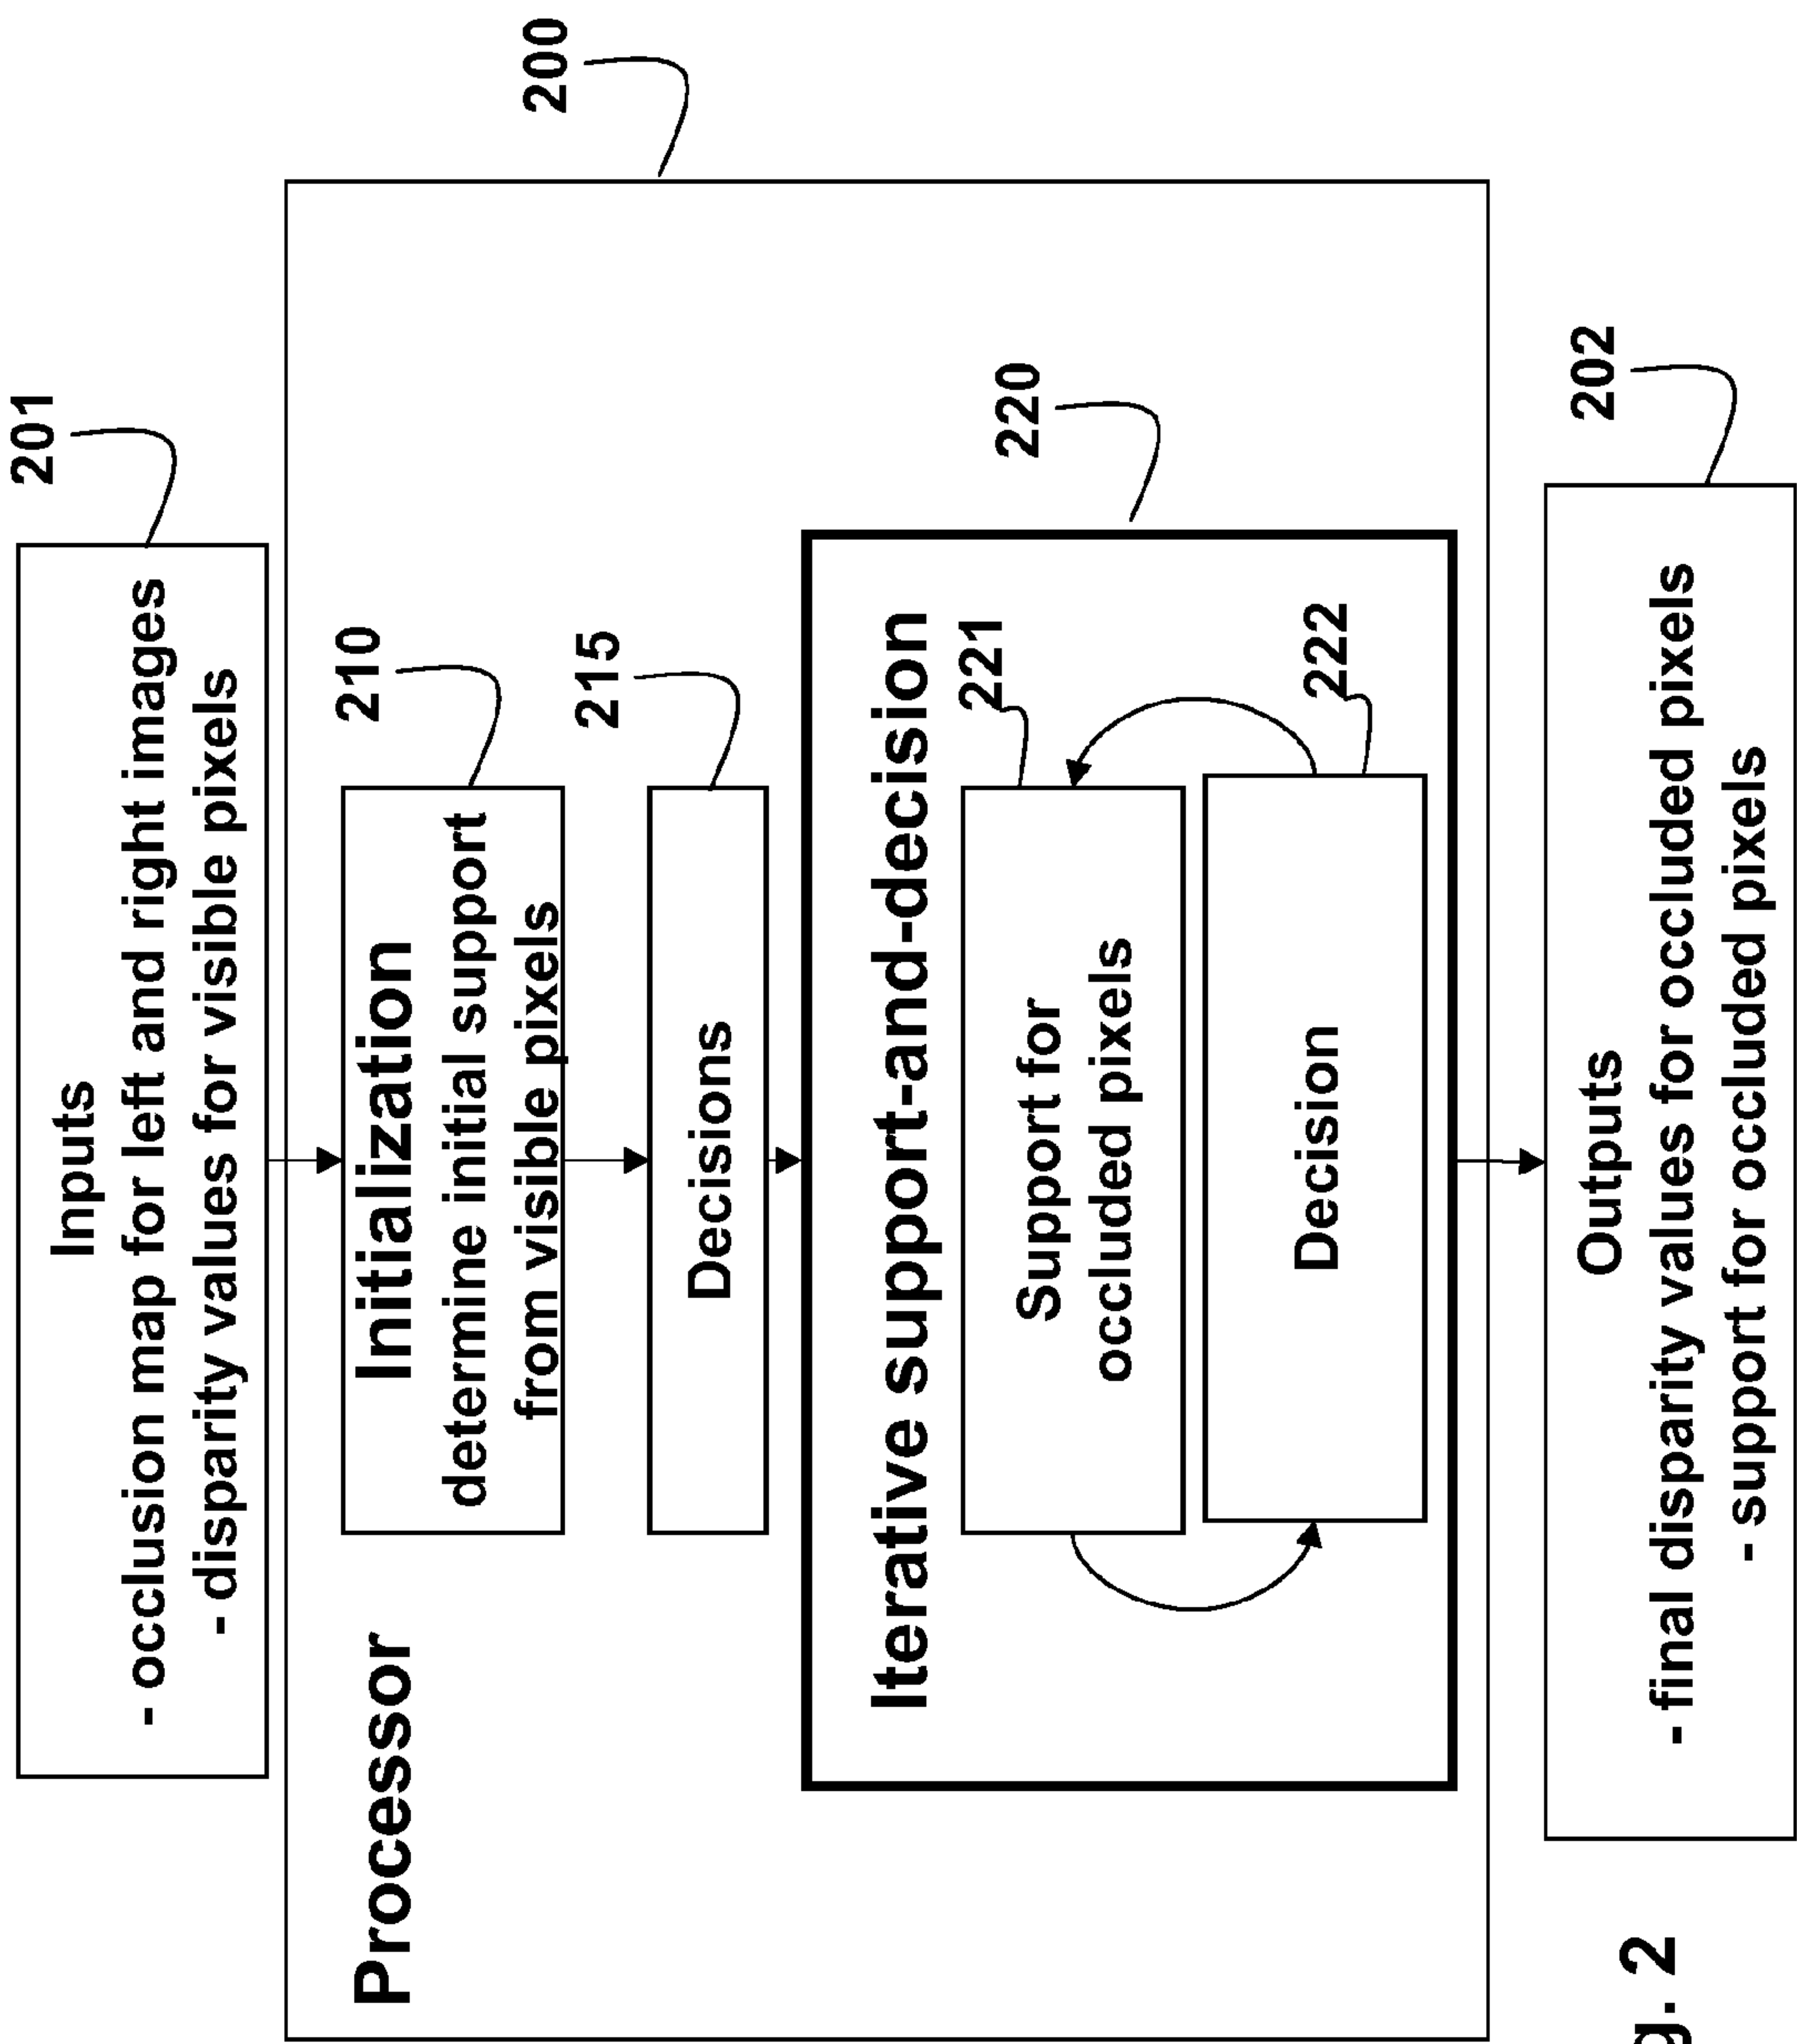 201
Inputs
- occlusion map for left and right images
- disparity values for visible pixels
200
Processor
210
Initialization
determine initial support
from visible pixels
215
Decisions
220
Iterative support-and-decision
221
Support for
occluded pixels
222
Decision
202
Outputs
- final disparity values for occluded pixels
- support for occluded pixels
g. 2